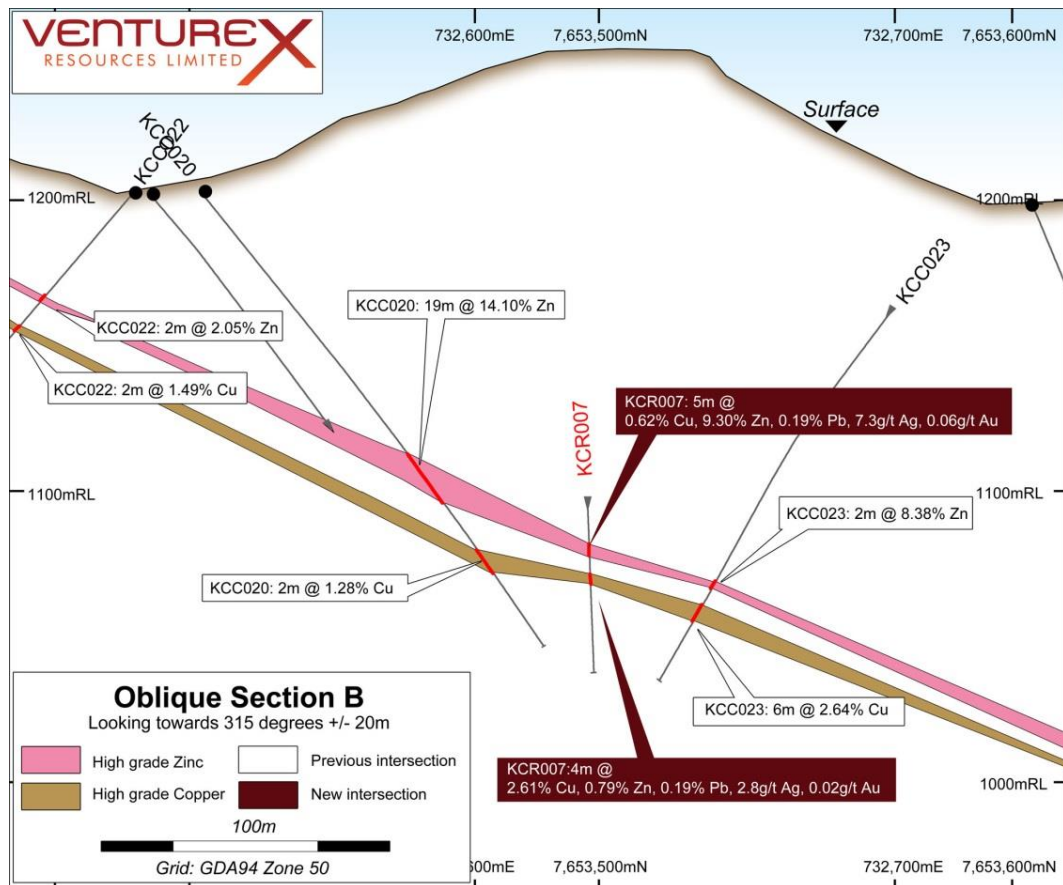 VENTUREX
RESOURCES LIMITED
732,600mE
7,653,500mN
732,700mE
7,653,600mN
Surface
KCC022
KCC020
1200mRL
1200mRL
KCC023
KCC020: 19m @ 14.10% Zn
KCC022: 2m @ 2.05% Zn
KCC022: 2m @ 1.49% Cu
KCR007: 5m @
0.62% Cu, 9.30% Zn, 0.19% Pb, 7.3g/t Ag, 0.06g/t Au
KCR007
1100mRL
1100mRL
KCC023: 2m @ 8.38% Zn
KCC020: 2m @ 1.28% Cu
KCC023: 6m @ 2.64% Cu
KCR007:4m @
2.61% Cu, 0.79% Zn, 0.19% Pb, 2.8g/t Ag, 0.02g/t Au
1000mRL
Oblique Section B
Looking towards 315 degrees +/- 20m
High grade Zinc
Previous intersection
High grade Copper
New intersection
100m
Grid: GDA94 Zone 50
600mE
7,653,500mN
732,700mE
7,653,600mN